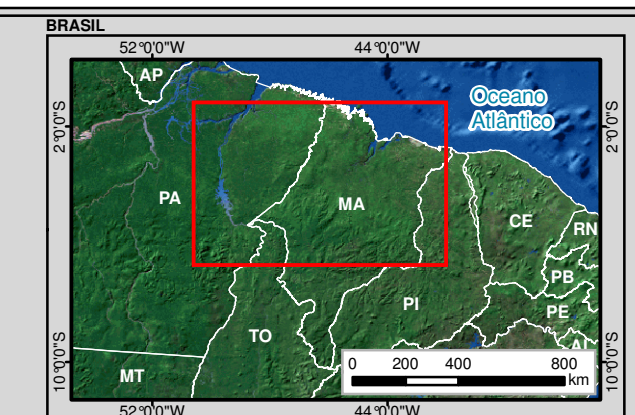 BRASIL
52°0'0"W 44°0'0"W
AP
Oceano
Atlântico
2°0'0"S 2°0'0"S
PA
MA
CE
RN
PB
PI
PE
TO
AL
0 200 400 800
km
MT
10°0'0"S 10°0'0"S
52°0'0"W 44°0'0"W